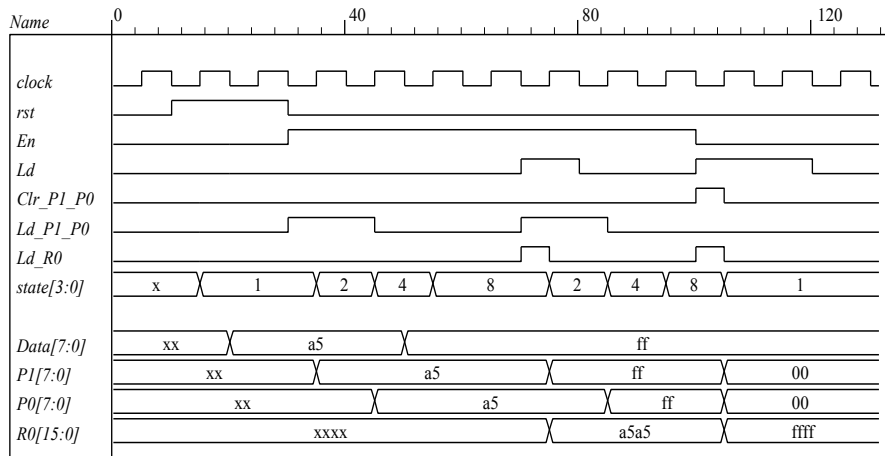 Name 0 40 80 120
clock
rst
En
Ld
Clr_P1_P0
Ld_P1_P0
Ld_R0
state[3:0] x 1 2 4 8 2 4 8 1
Data[7:0] xx a5 ff
P1[7:0] xx a5 ff 00
P0[7:0] xx a5 ff 00
R0[15:0] xxxx a5a5 ffff